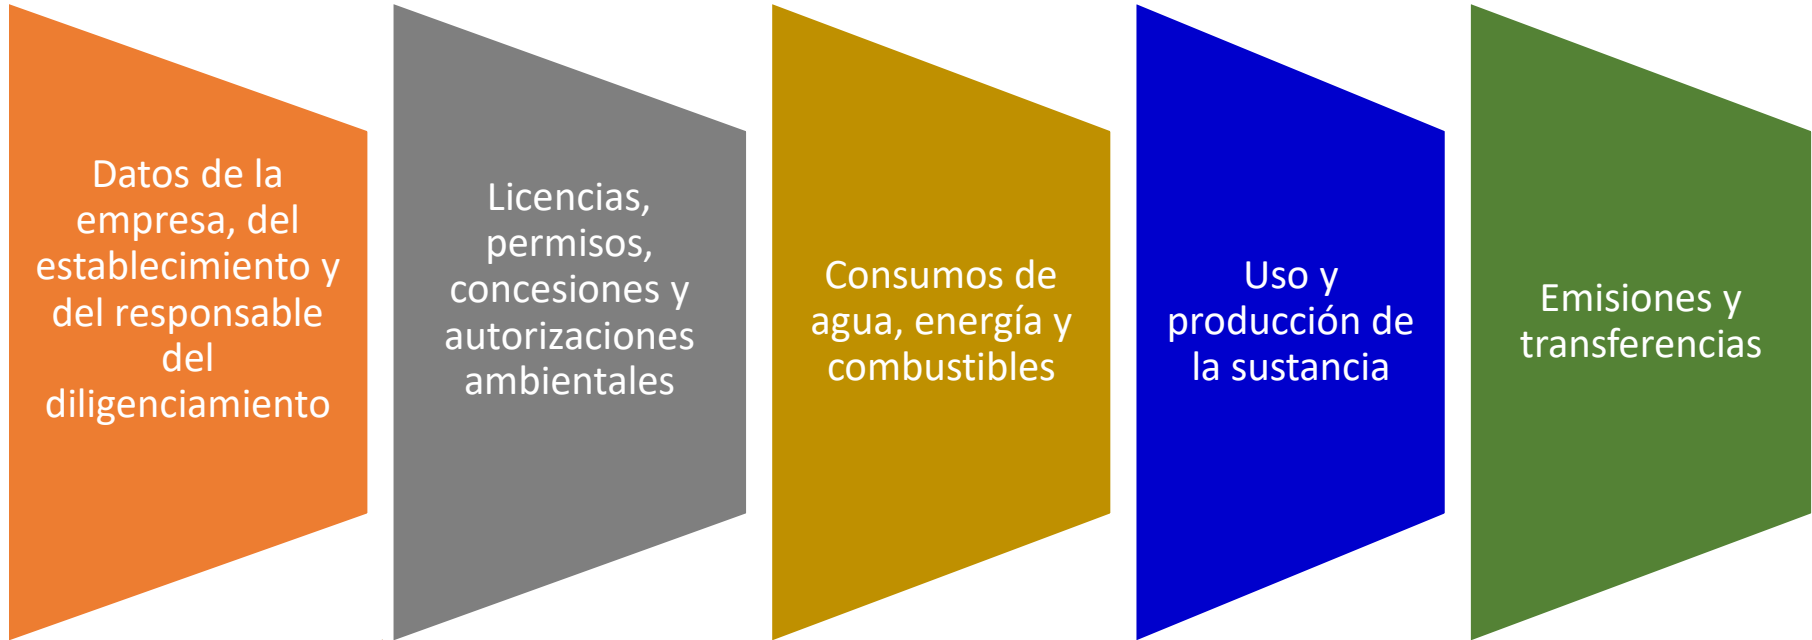 Datos de la
empresa, del
establecimiento y
del responsable
del
diligenciamiento
Licencias,
permisos,
concesiones y
autorizaciones
ambientales
Consumos de
agua, energía y
combustibles
Uso y
producción de
la sustancia
Emisiones y
transferencias